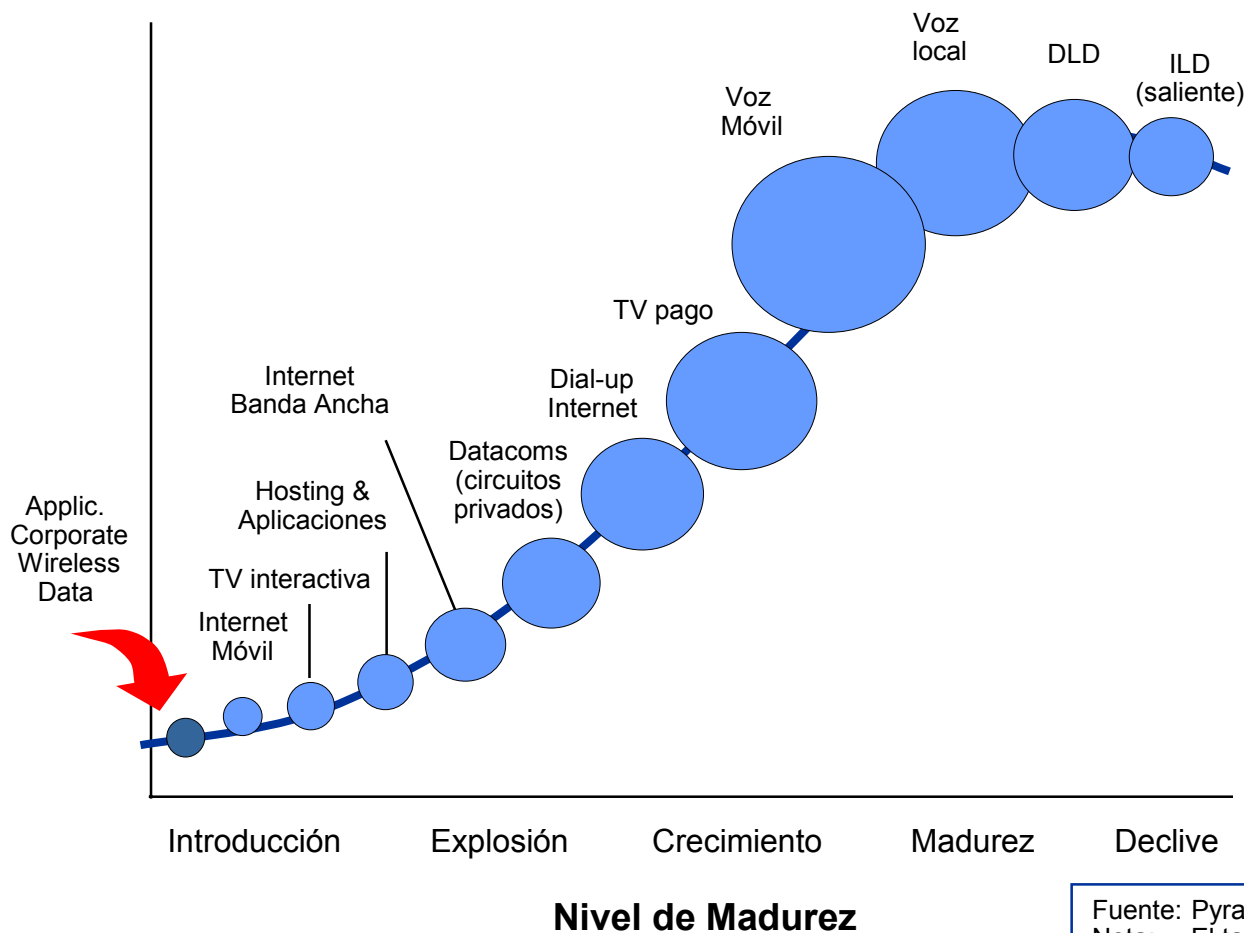 Voz
local
DLD
ILD
(saliente)
Voz
Móvil
TV pago
Dial-up
Internet
Internet
Banda Ancha
Datacoms
(circuitos
privados)
Hosting &
Aplicaciones
Applic.
Corporate
Wireless
Data
TV interactiva
Internet
Móvil
Introducción
Explosión
Crecimiento
Madurez
Declive
Nivel de Madurez
Fuente: Pyra